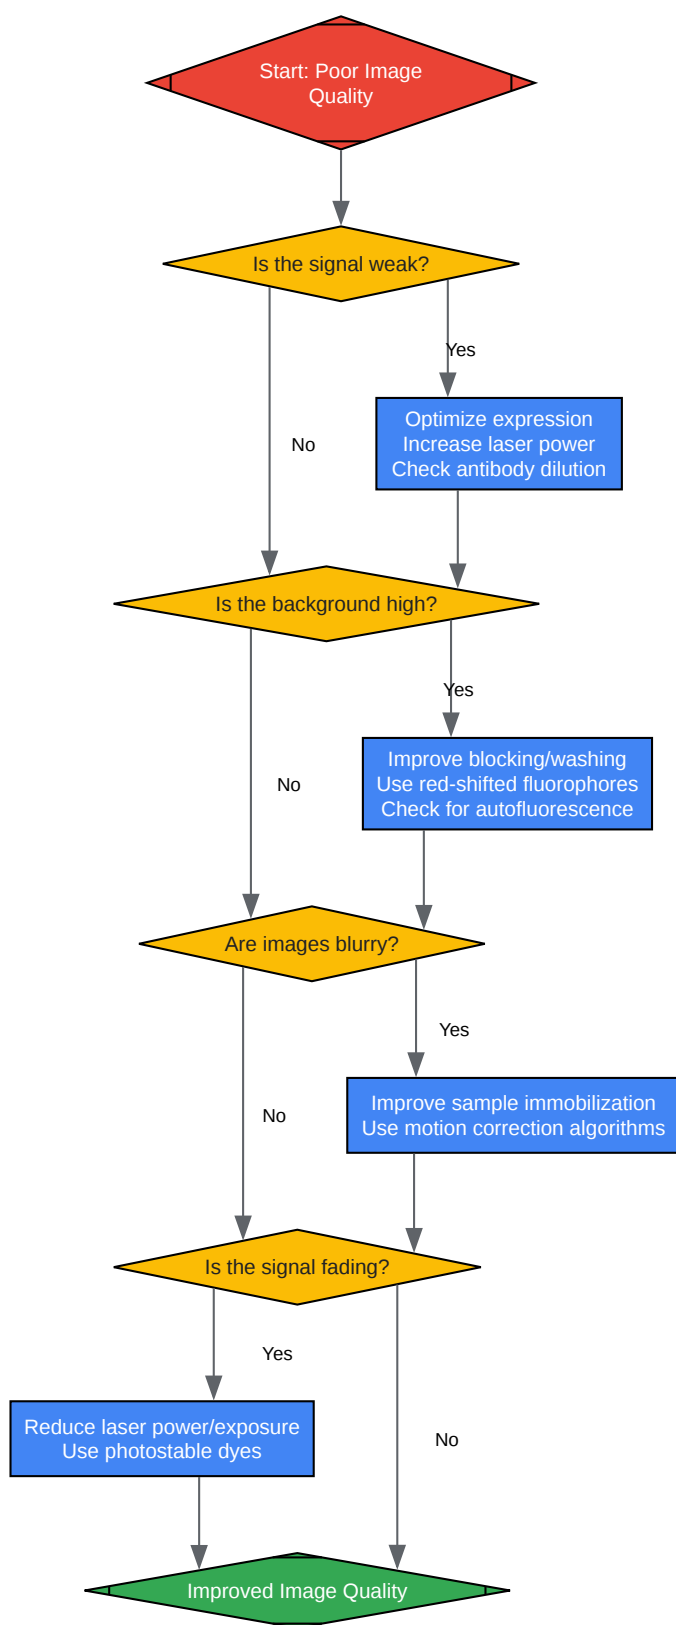 Start: Poor Image
Quality
Is the signal weak?
Yes
No
Optimize expression
Increase laser power
Check antibody dilution
Is the background high?
Yes
No
Improve blocking/washing
Use red-shifted fluorophores
Check for autofluorescence
Are images blurry?
Yes
No
Improve sample immobilization
Use motion correction algorithms
Is the signal fading?
Yes
No
Reduce laser power/exposure
Use photostable dyes
Improved Image Quality